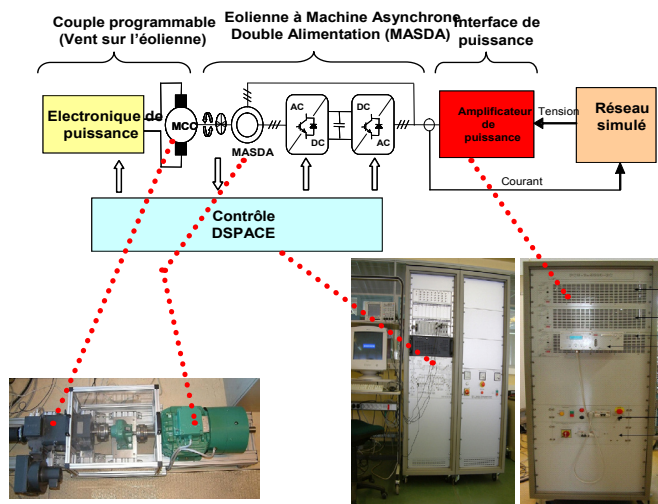 Couple programmable
(Vent sur l'éolienne)
Eolienne à Machine Asynchrone
Double Alimentation (MASDA)
Interface de
puissance
Electronique de
puissance
MCC
MASDA
AC
DC
DC
AC
Amplificateur
de
puissance
Tension
Réseau
simulé
Courant
Contrôle
DSPACE